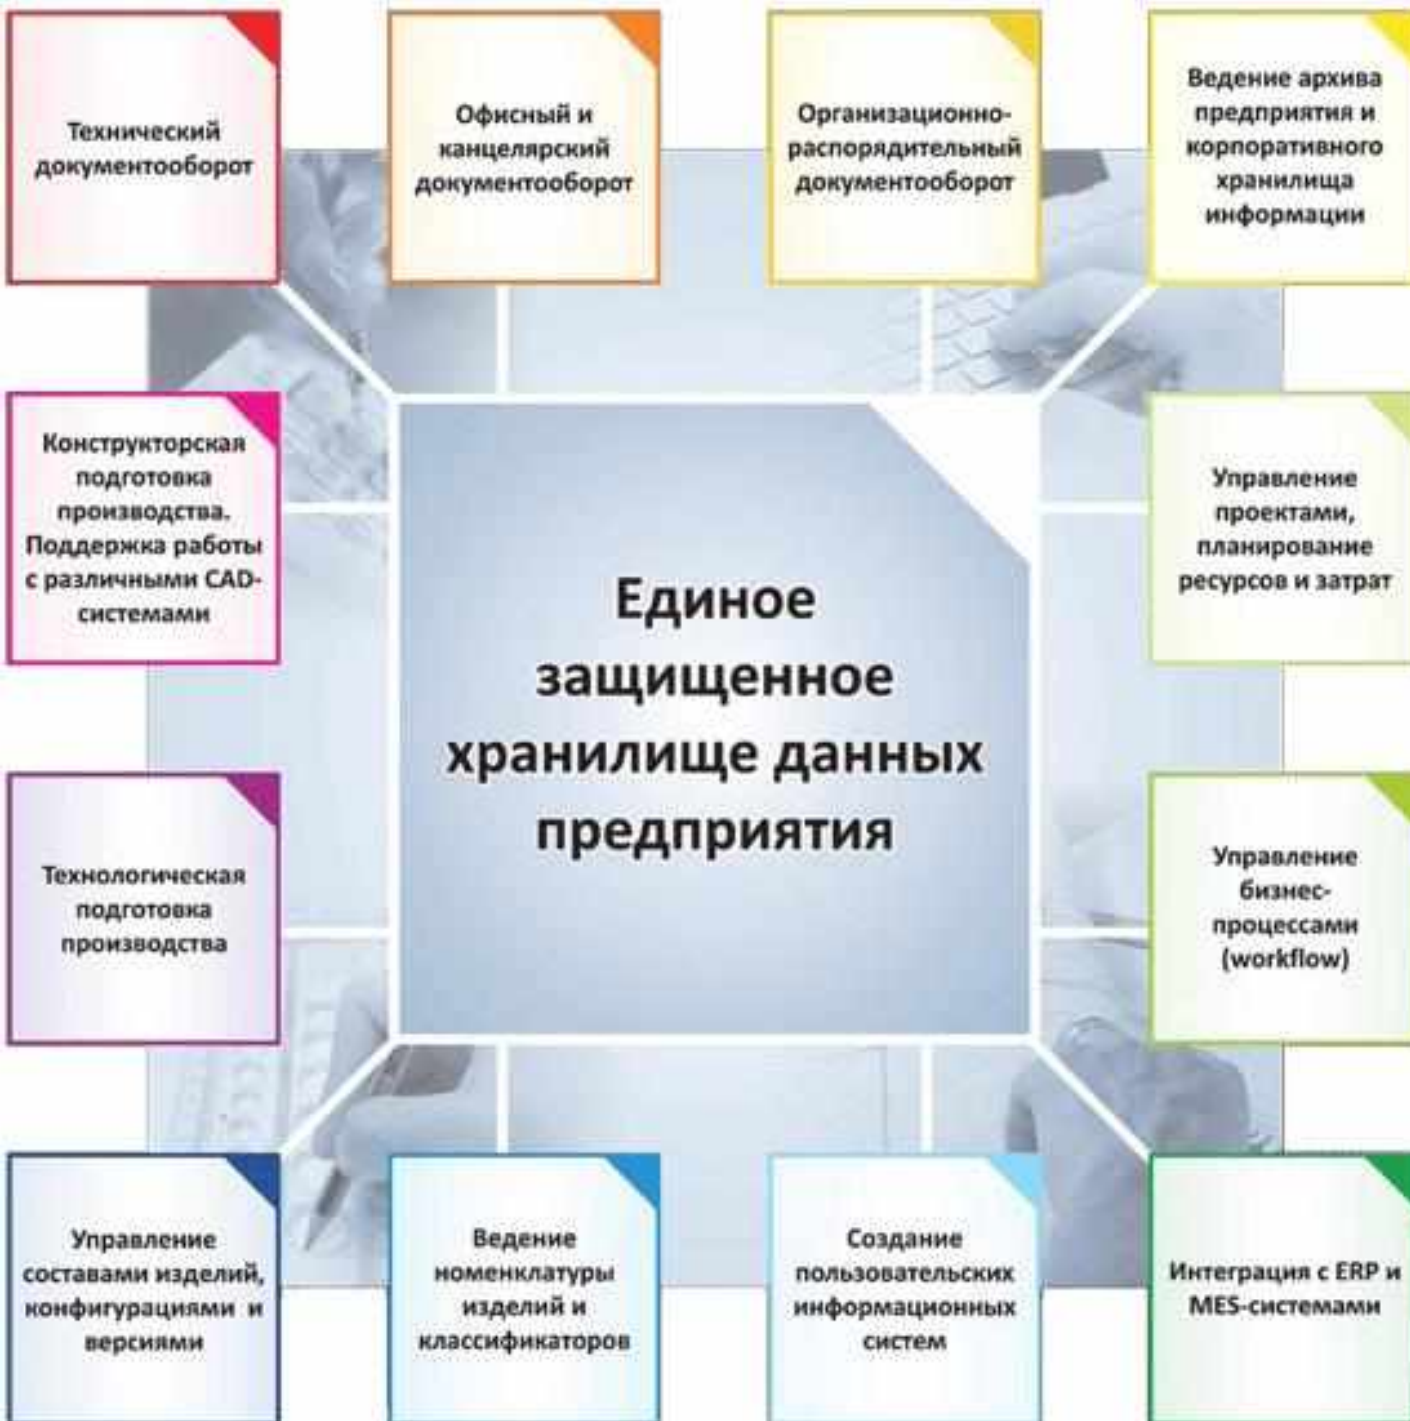 Технический
документооборот
Офисный и
канцелярский
документооборот
Организационно-
распорядительный
документооборот
Ведение архива
предприятия и
корпоративного
хранилища
информации
Конструкторская
подготовка
производства.
Поддержка работы
с различными CAD-
системами
Единое
защищенное
хранилище данных
предприятия
Управление
проектами,
планирование
ресурсов и затрат
Технологическая
подготовка
производства
Управление
бизнес-
процессами
(workflow)
Управление
составами изделий,
конфигурациями и
версиями
Ведение
номенклатуры
изделий и
классификаторов
Создание
пользовательских
информационных
систем
Интеграция с ERP и
MES-системами